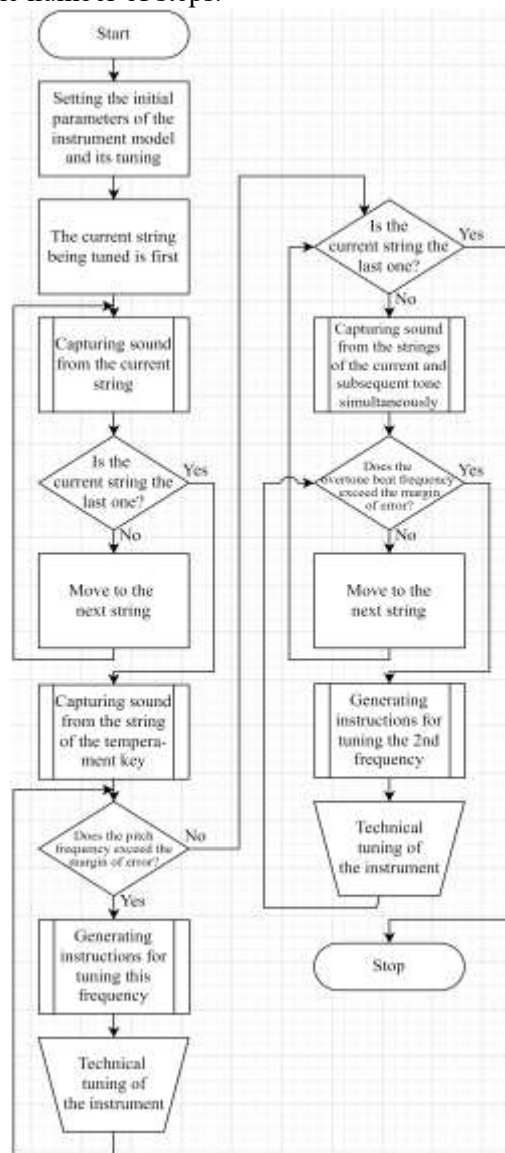 Start
Setting the initial
parameters of the
instrument model
and its tuning
The current string
being tuned is first
Capturing sound
from the current
string
Is the
current string the
last one?
Yes
No
Move to the
next string
Capturing sound
from the string
of the tempera-
ment key
Does the pitch
frequency exceed the
margin of error?
No
Yes
Generating
instructions for
tuning this
frequency
Technical
tuning of
the instrument
Is the
current string the
last one?
Yes
No
Capturing sound
from the strings
of the current and
subsequent tone
simultaneously
Does the
overtone beat frequency
exceed the margin
of error?
Yes
No
Move to the
next string
Generating
instructions for
tuning the 2nd
frequency
Technical
tuning of
the instrument
Stop